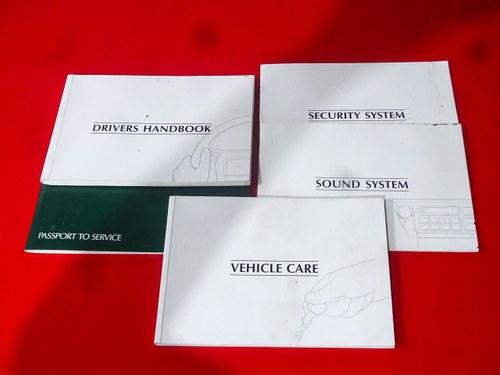 DRIVERS HANDBOOK
SECURITY SYSTEM
SOUND SYSTEM
PASSPORT TO SERVICE
VEHICLE CARE